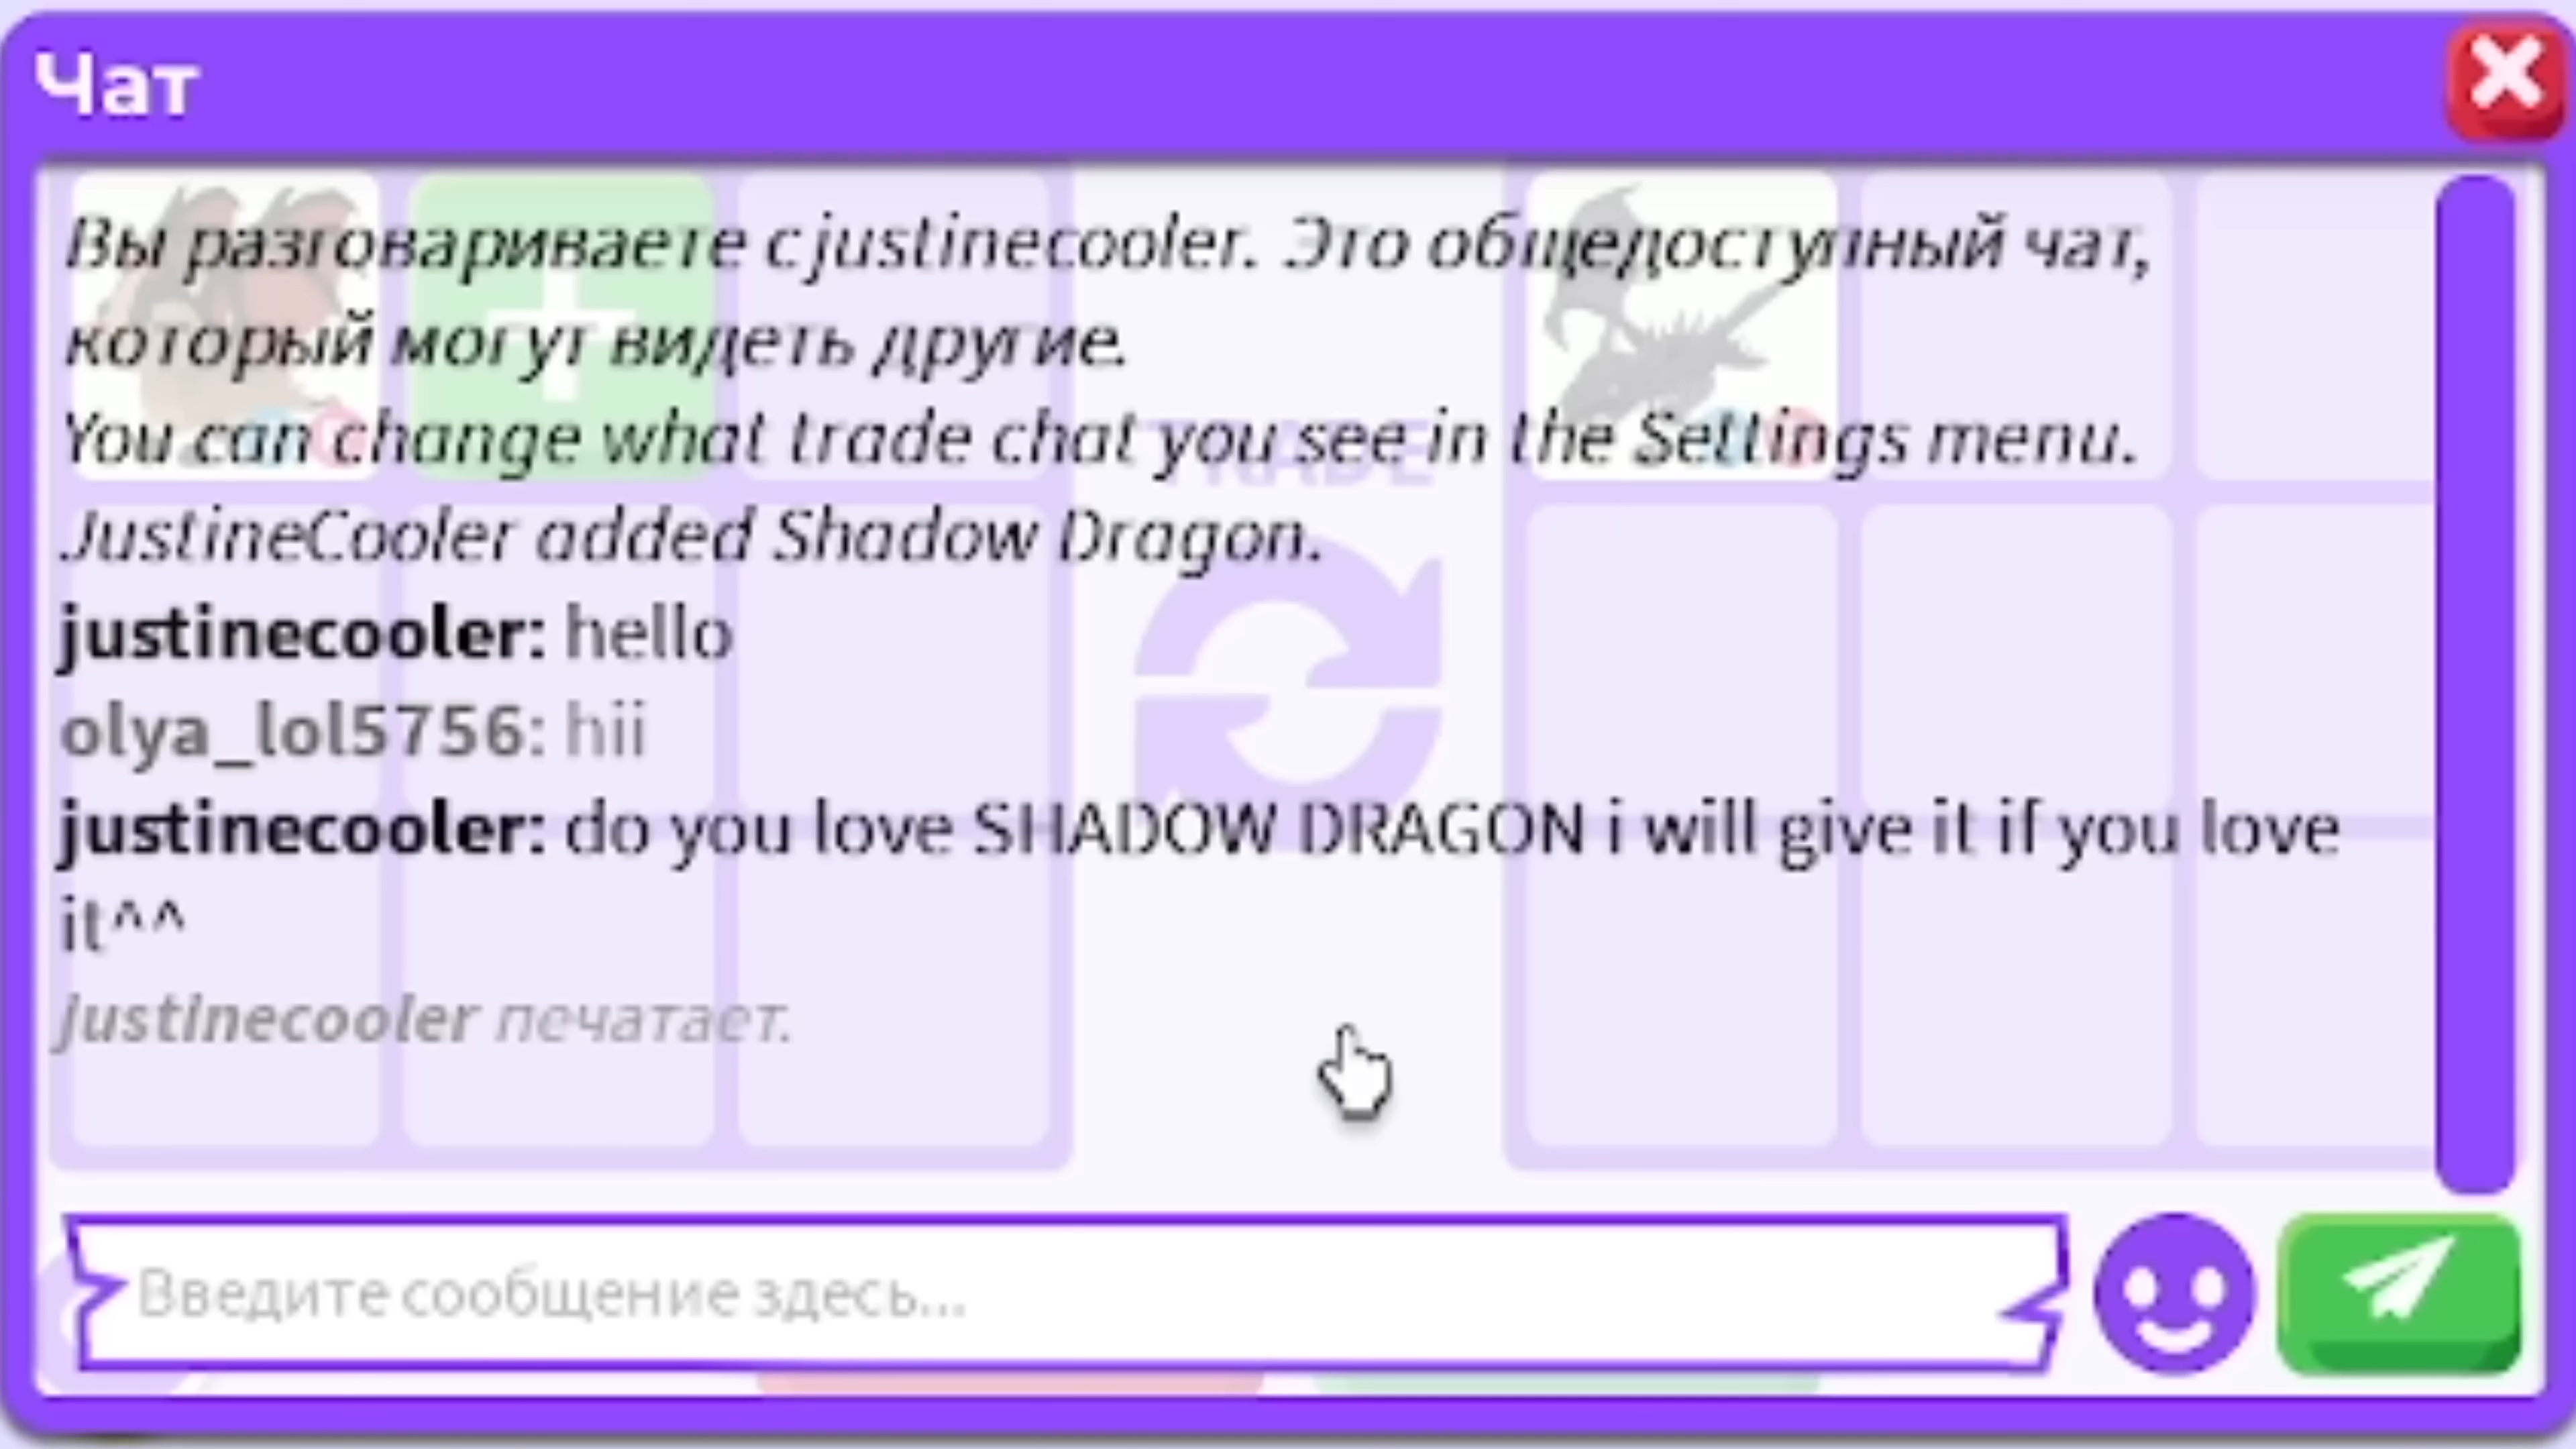 Чат
Вы разговариваете с justinecooler. Это общедоступный чат,
который могут видеть другие.
You can change what trade chat you see in the Settings menu.
TRADE
JustineCooler added Shadow Dragon.
justinecooler: hello
olya_lol5756: hii
justinecooler: do you love SHADOW DRAGON i will give it if you love
it^^
justinecooler печатает.
Введите сообщение здесь...